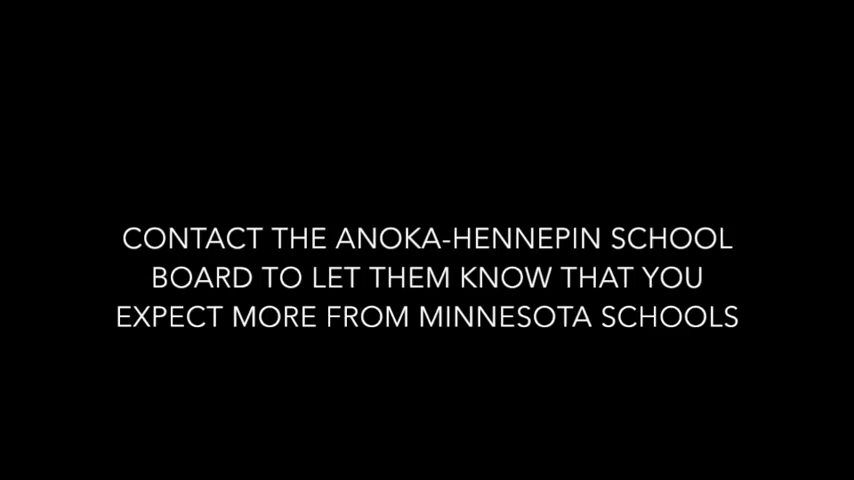 CONTACT THE ANOKA-HENNEPIN SCHOOL
BOARD TO LET THEM KNOW THAT YOU
EXPECT MORE FROM MINNESOTA SCHOOLS